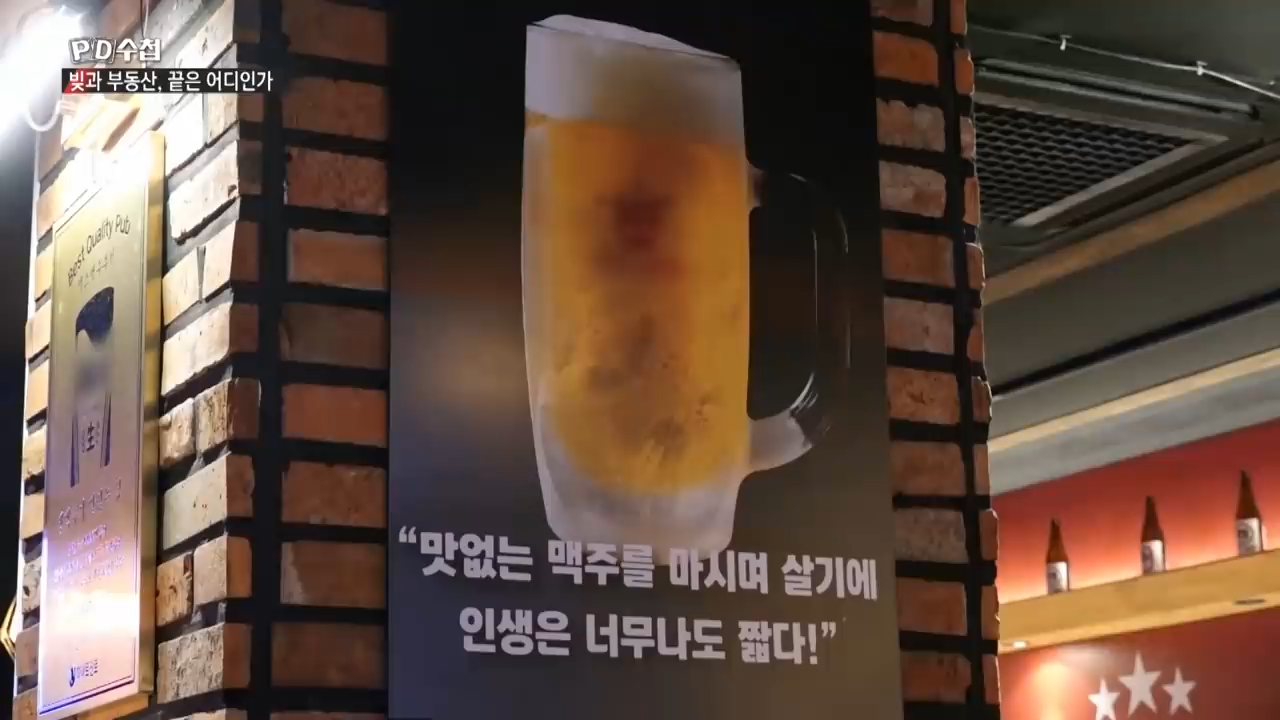 PD수첩
빚과 부동산, 끝은 어디인가
Best Quality Pub
生
“맛없는 맥주를 마시며 살기에
인생은 너무나도 짧다!”